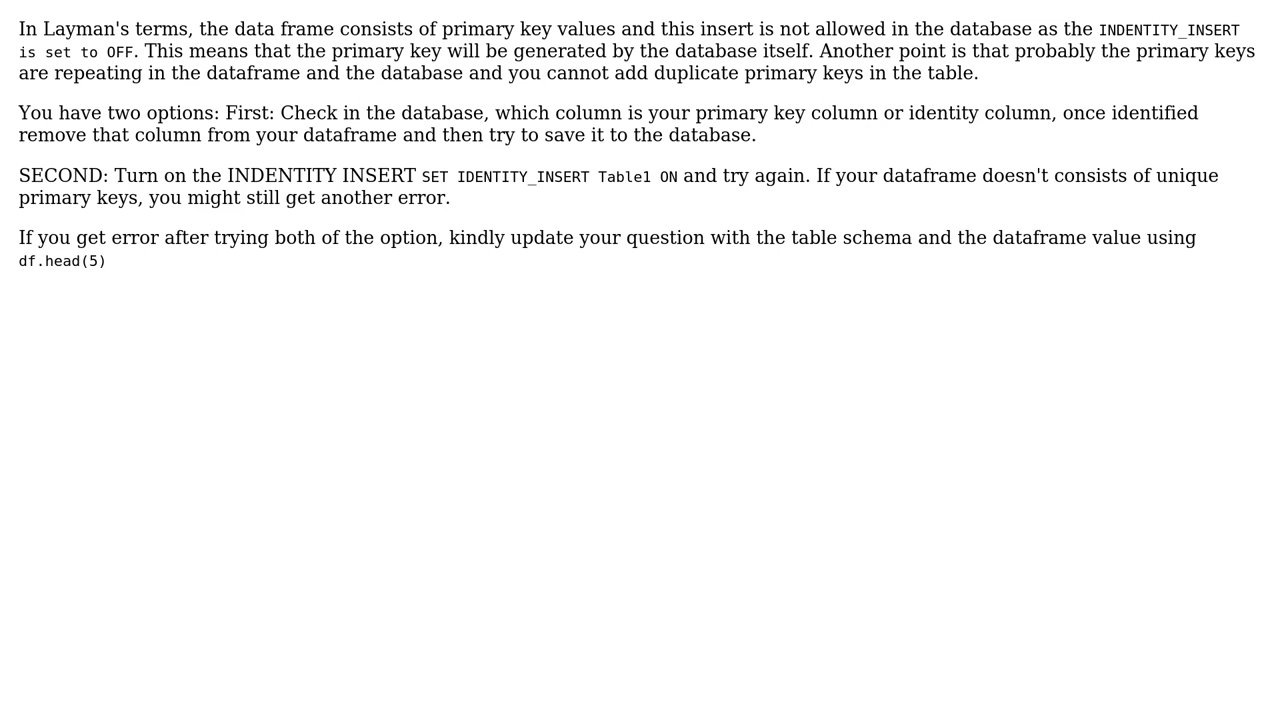 In Layman's terms, the data frame consists of primary key values and this insert is not allowed in the database as the INDENTITY_INSERT
is set to OFF. This means that the primary key will be generated by the database itself. Another point is that probably the primary keys
are repeating in the dataframe and the database and you cannot add duplicate primary keys in the table.
You have two options: First: Check in the database, which column is your primary key column or identity column, once identified
remove that column from your dataframe and then try to save it to the database.
SECOND: Turn on the INDENTITY INSERT SET IDENTITY_INSERT Table1 ON and try again. If your dataframe doesn't consists of unique
primary keys, you might still get another error.
If you get error after trying both of the option, kindly update your question with the table schema and the dataframe value using
df.head(5)